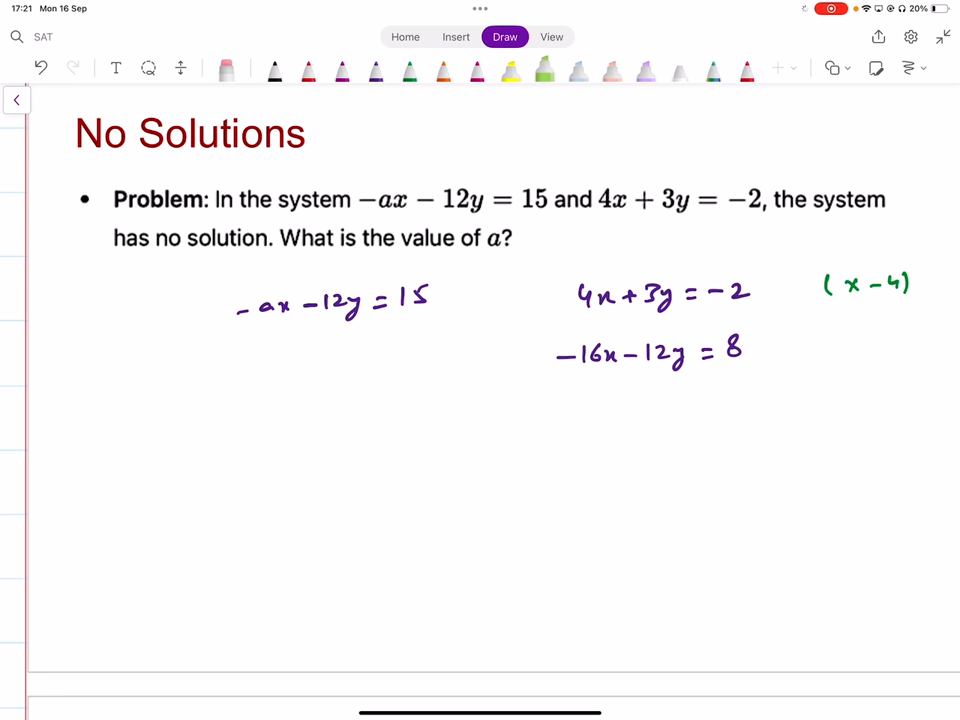 17:21 Mon 16 Sep
20%
SAT
Home Insert Draw View
No Solutions
• Problem: In the system −ax − 12y = 15 and 4x + 3y = −2, the system
has no solution. What is the value of a?
-ax -12y = 15 4x + 3y = -2 (x -4)
-16x -12y = 8